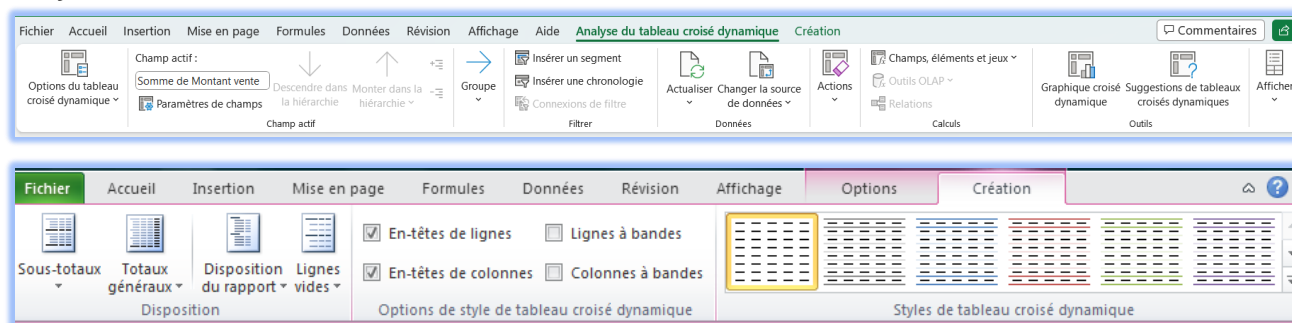 Fichier Accueil Insertion Mise en page Formules Données Révision Affichage Aide Analyse du tableau croisé dynamique Création Commentaires
Options du tableau
croisé dynamique
Champ actif :
Somme de Montant vente
Paramètres de champs
Descendre dans
la hiérarchie
Monter dans la
hiérarchie
Champ actif
Groupe
Insérer un segment
Insérer une chronologie
Connexions de filtre
Filtrer
Actualiser
Changer la source
de données
Données
Actions
Champs, éléments et jeux
Outils OLAP
Relations
Calculs
Graphique croisé
dynamique
Suggestions de tableaux
croisés dynamiques
Outils
Afficher
Fichier Accueil Insertion Mise en page Formules Données Révision Affichage Options Création
Sous-totaux
Totaux
généraux
Disposition
du rapport
Lignes
vides
Disposition
En-têtes de lignes
Lignes à bandes
En-têtes de colonnes
Colonnes à bandes
Options de style de tableau croisé dynamique
Styles de tableau croisé dynamique